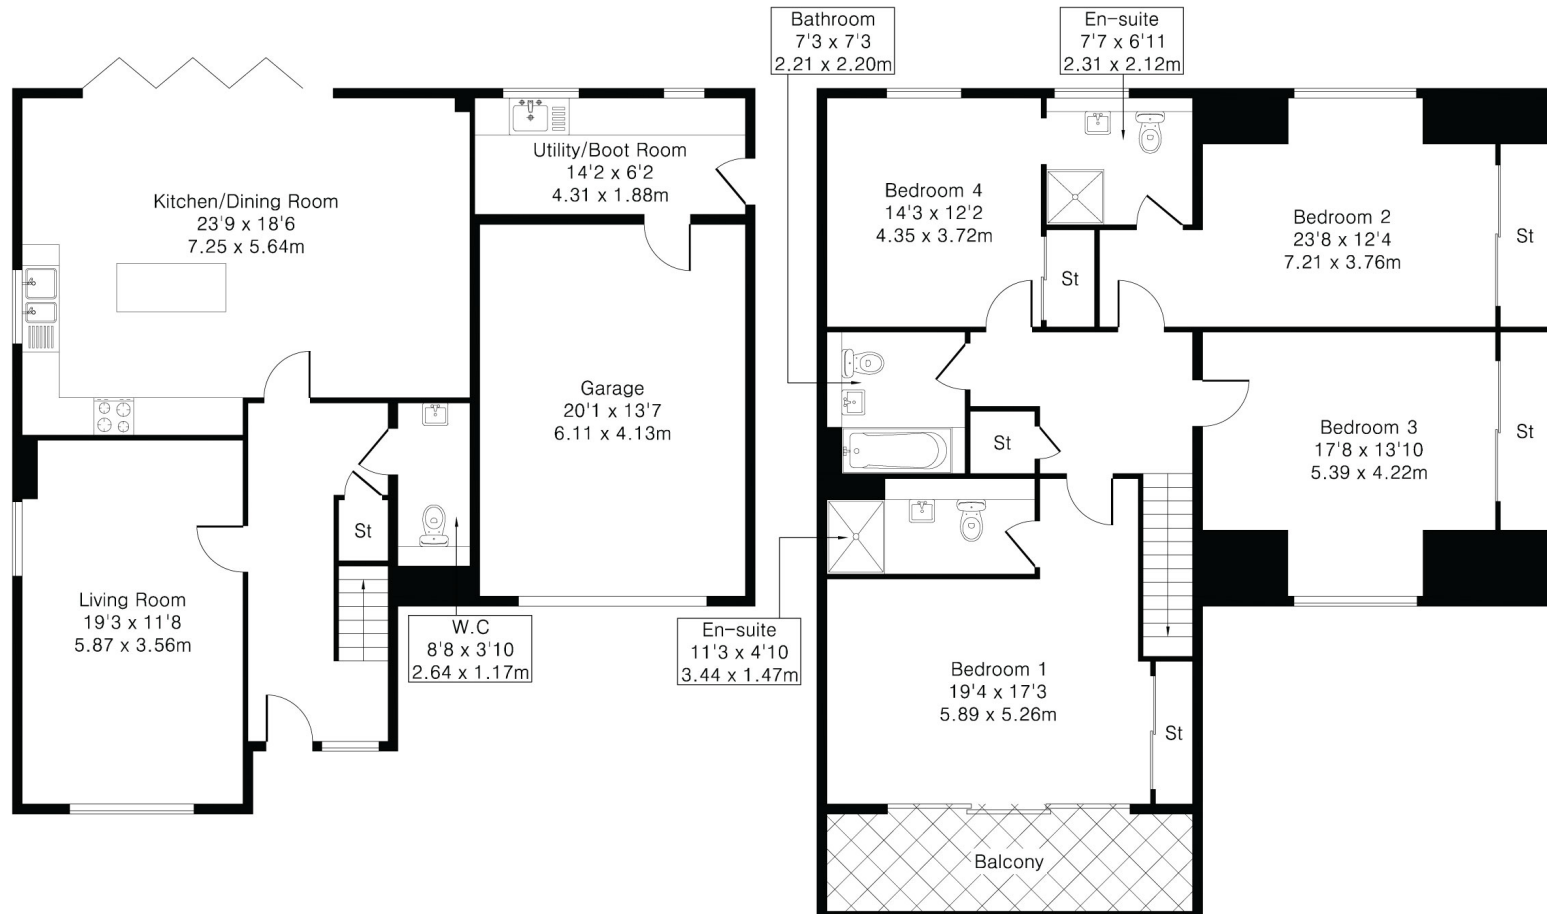 Bathroom
7'3 x 7'3
2.21 x 2.20m
En-suite
7'7 x 6'11
2.31 x 2.12m
Utility/Boot Room
14'2 x 6'2
4.31 x 1.88m
Kitchen/Dining Room
23'9 x 18'6
7.25 x 5.64m
Bedroom 4
14'3 x 12'2
4.35 x 3.72m
Bedroom 2
23'8 x 12'4
7.21 x 3.76m
St
St
Garage
20'1 x 13'7
6.11 x 4.13m
Bedroom 3
17'8 x 13'10
5.39 x 4.22m
St
St
St
Living Room
19'3 x 11'8
5.87 x 3.56m
W.C
8'8 x 3'10
2.64 x 1.17m
En-suite
11'3 x 4'10
3.44 x 1.47m
Bedroom 1
19'4 x 17'3
5.89 x 5.26m
St
Balcony